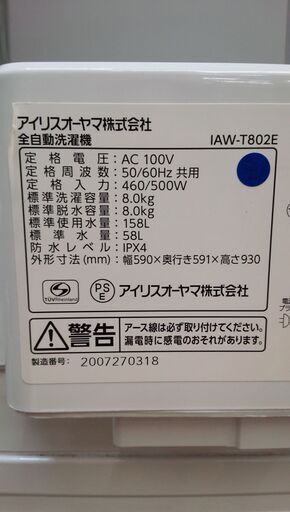 アイリスオーヤマ株式会社
全自動洗濯機 IAW-T802E
定格電圧：AC 100V
定格周波数：50/60Hz 共用
定格入力：460/500W
標準洗濯容量：8.0kg
標準脱水容量：8.0kg
標準使用水量：158L
標準水量：58L
防水レベル：IPX4
外形寸法(mm)：幅590×奥行き591×高さ930
TÜVRheinland
PSE
アイリスオーヤマ株式会社
警告
アース線は必ず取り付けてください。
漏電時に感電のおそれがあります。
製造番号： 2007270318